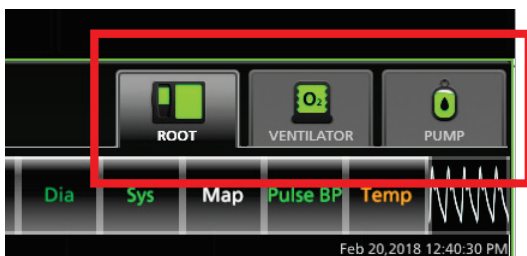 O₂
ROOT VENTILATOR PUMP
Dia Sys Map Pulse BP Temp
Feb 20,2018 12:40:30 PM